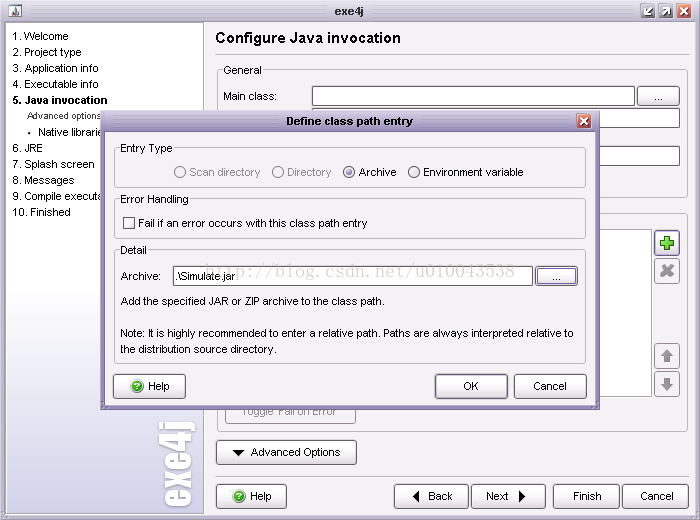 exe4j
1. Welcome
2. Project type
3. Application info
4. Executable info
5. Java invocation
Advanced options
• Native librarie
6. JRE
7. Splash screen
8. Messages
9. Compile executa
10. Finished
exe4j
Configure Java invocation
General
Main class:
...
Define class path entry
Entry Type
Scan directory
Directory
Archive
Environment variable
Error Handling
Fail if an error occurs with this class path entry
Detail
Archive:
.\Simulate.jar
...
http://blog.csdn.net/u010043538
Add the specified JAR or ZIP archive to the class path.
Note: It is highly recommended to enter a relative path. Paths are always interpreted relative to
the distribution source directory.
Help
OK
Cancel
Toggle 'Fail on Error'
Advanced Options
Help
Back
Next
Finish
Cancel